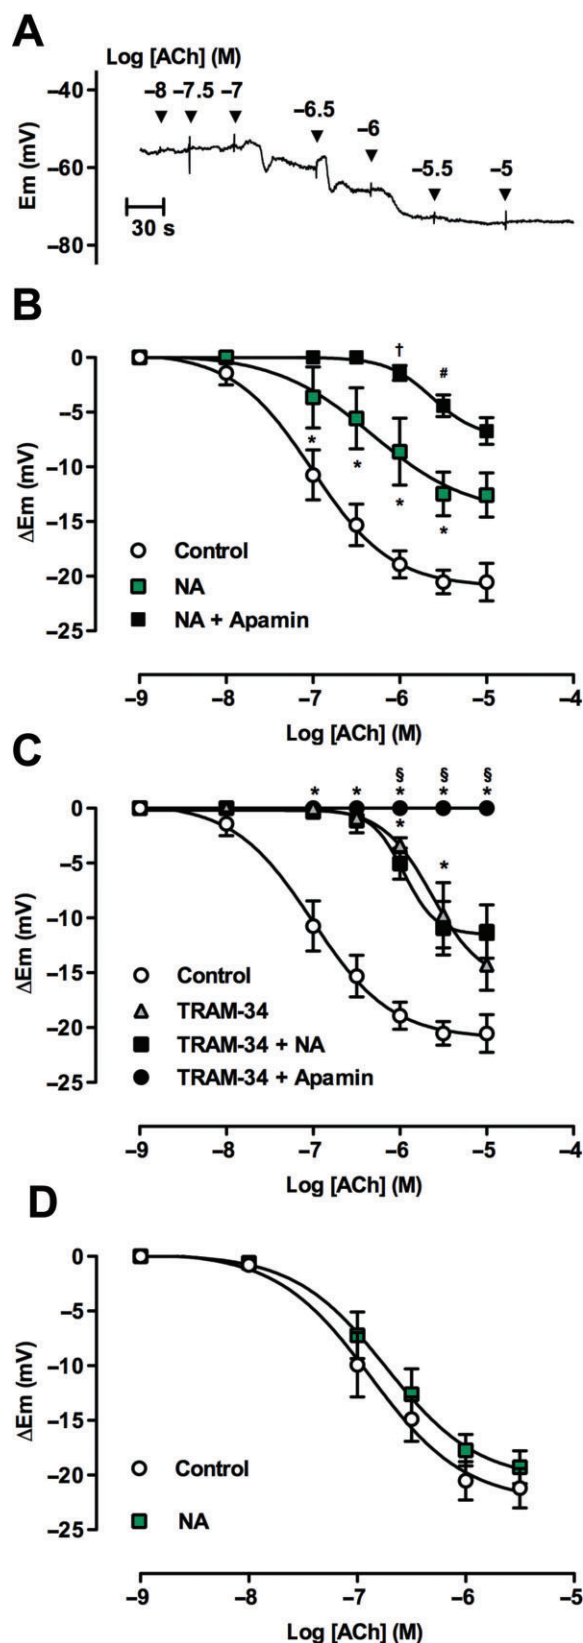 A
Log [ACh] (M)
−8 −7.5 −7 −6.5 −6 −5.5 −5
Em (mV)
−40
−60
−80
30 s
B
† #
ΔEm (mV)
0
−5
−10
−15
−20
−25
* * * *
Control
NA
NA + Apamin
−9 −8 −7 −6 −5 −4
Log [ACh] (M)
C
§ § §
* * * * *
* *
ΔEm (mV)
0
−5
−10
−15
−20
−25
Control
TRAM-34
TRAM-34 + NA
TRAM-34 + Apamin
−9 −8 −7 −6 −5 −4
Log [ACh] (M)
D
ΔEm (mV)
0
−5
−10
−15
−20
−25
Control
NA
−9 −8 −7 −6 −5
Log [ACh] (M)